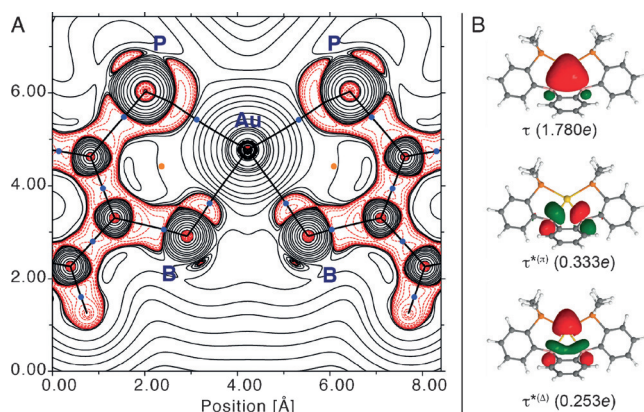 A
P
P
Au
B
B
6.00
4.00
2.00
0.00
0.00
2.00
4.00
6.00
8.00
Position [Å]
B
τ (1.780e)
τ*(π) (0.333e)
τ*(Δ) (0.253e)